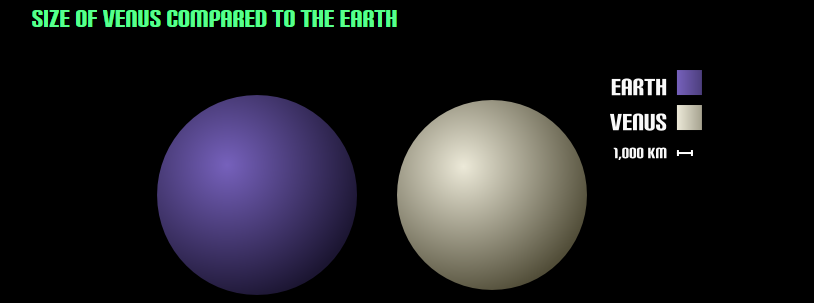 SIZE OF VENUS COMPARED TO THE EARTH
EARTH
VENUS
1,000 KM